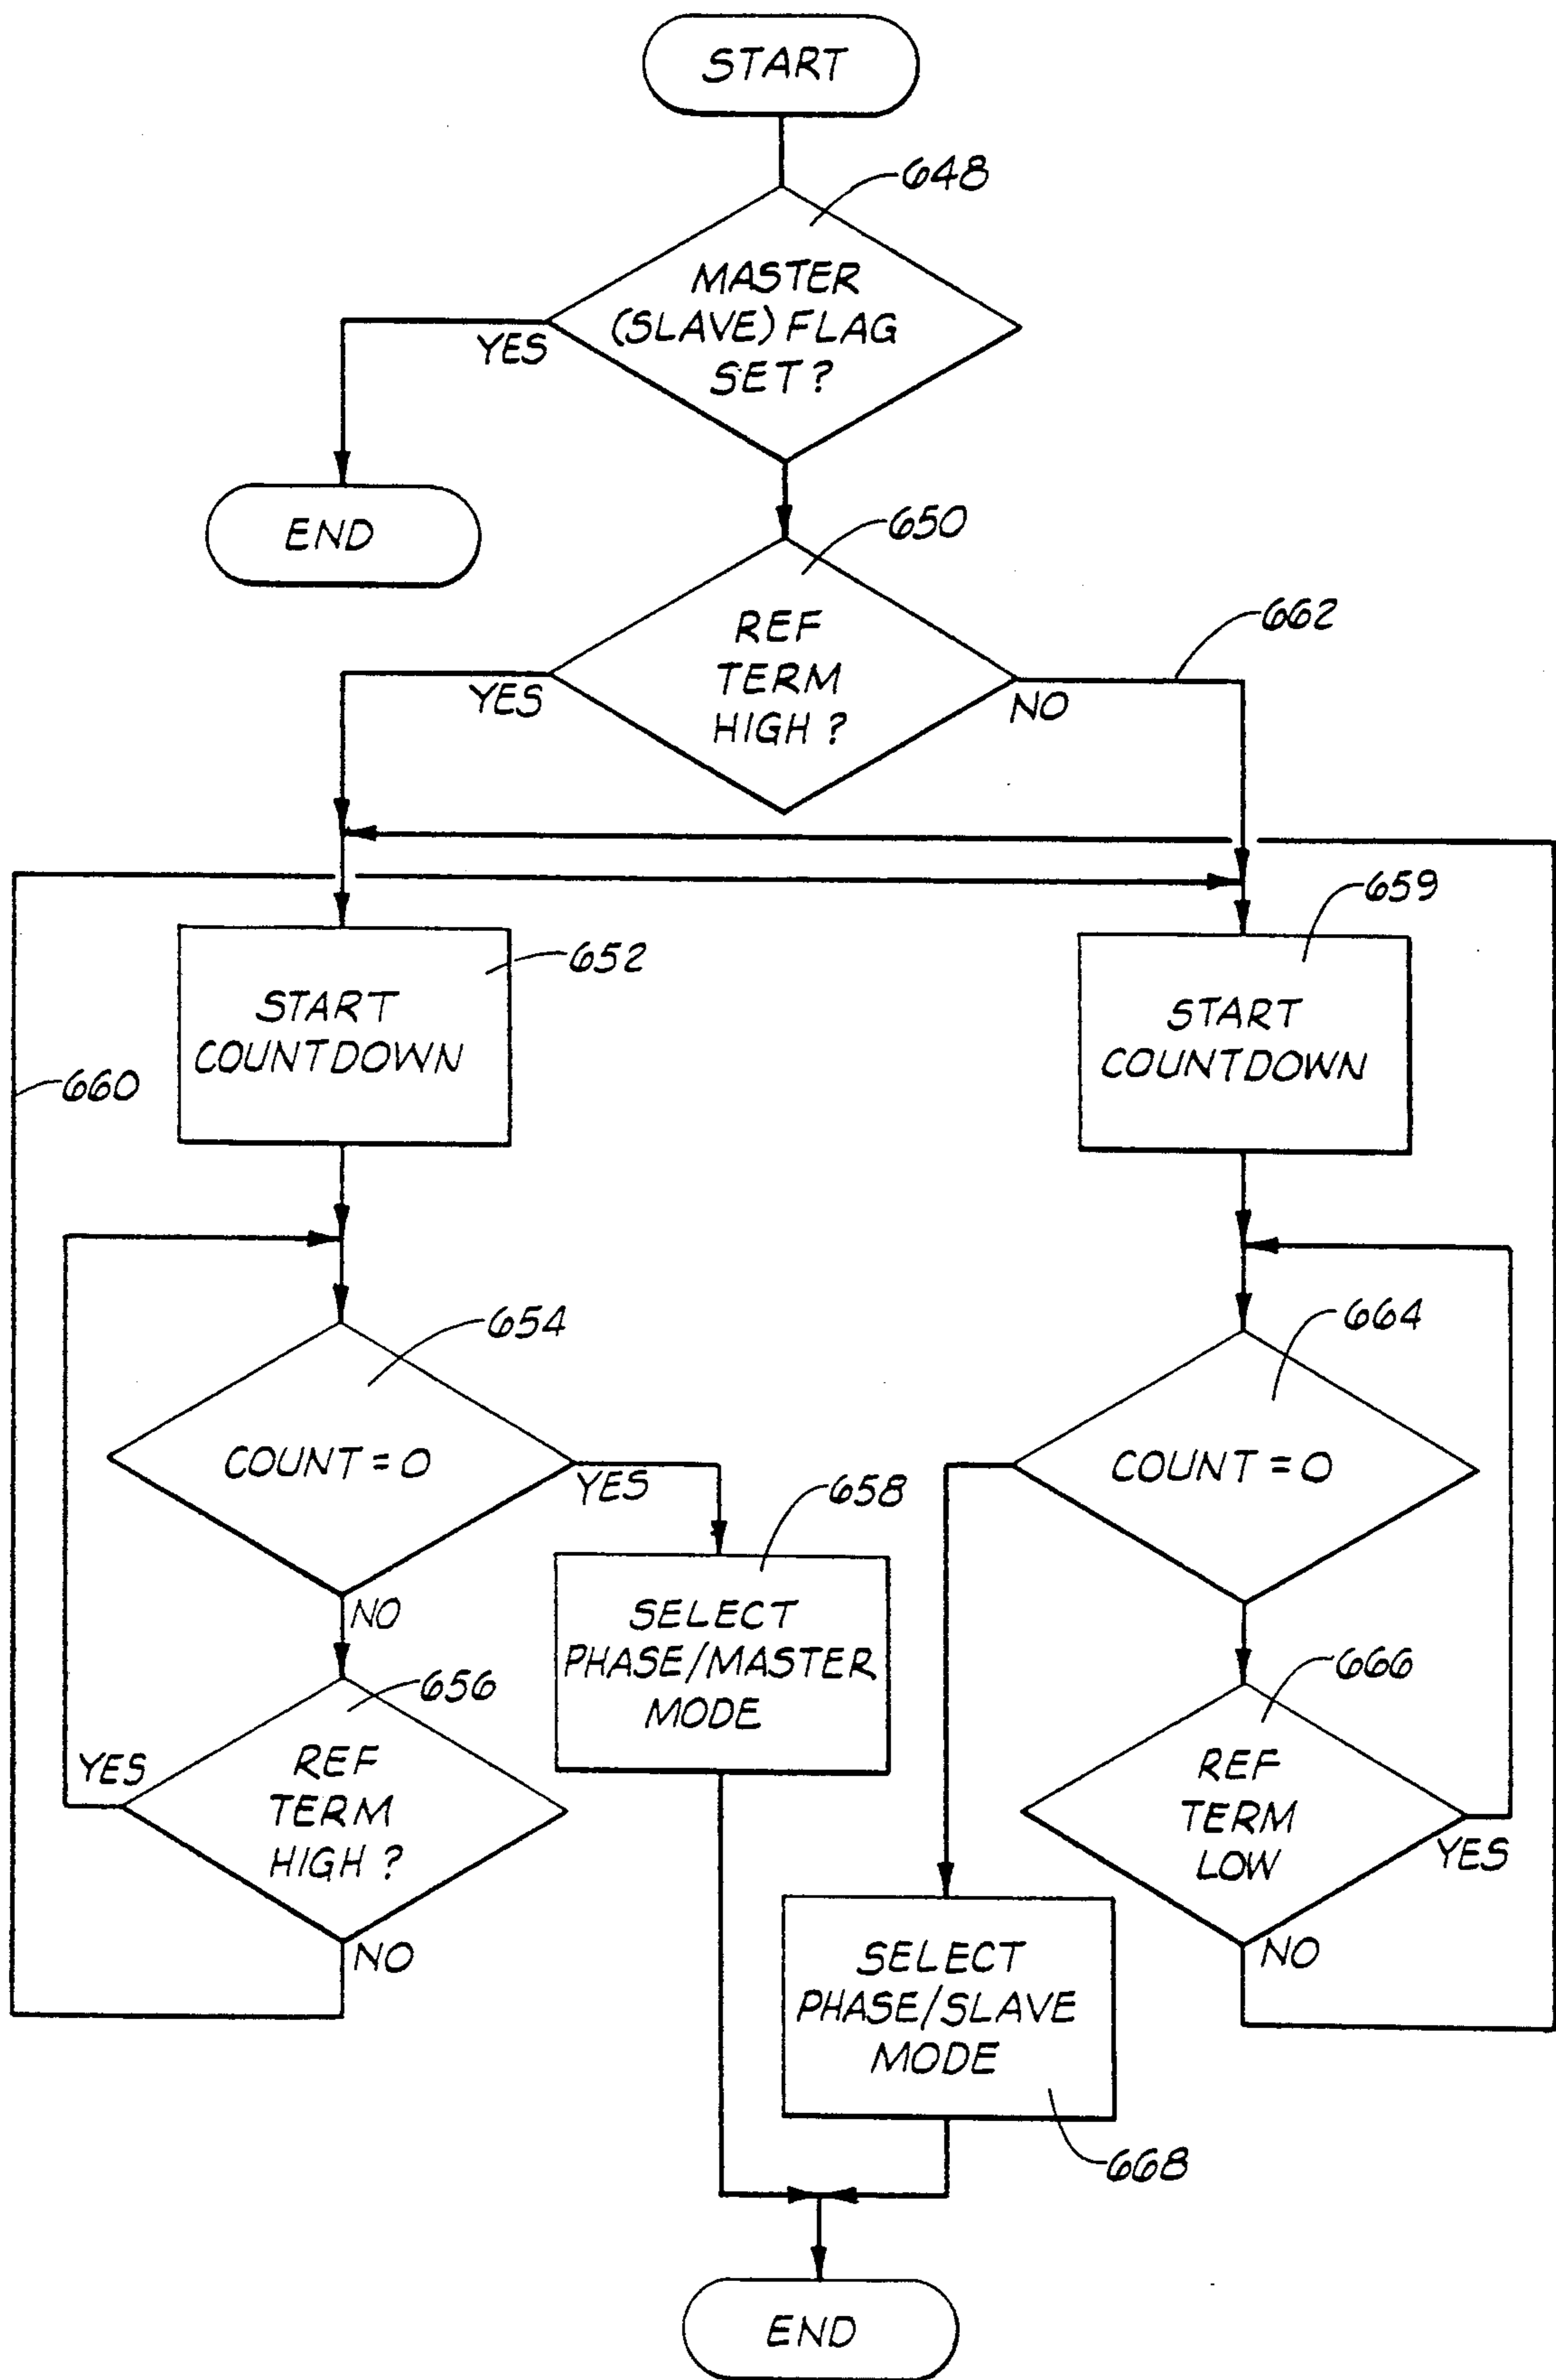 START
648
MASTER
(SLAVE) FLAG
SET?
YES
END
650
REF
TERM
HIGH?
YES
NO
662
659
652
START
COUNTDOWN
START
COUNTDOWN
660
654
664
COUNT = 0
YES
COUNT = 0
658
NO
SELECT
PHASE/MASTER
MODE
656
666
YES
REF
TERM
HIGH?
REF
TERM
LOW
YES
NO
NO
SELECT
PHASE/SLAVE
MODE
668
END